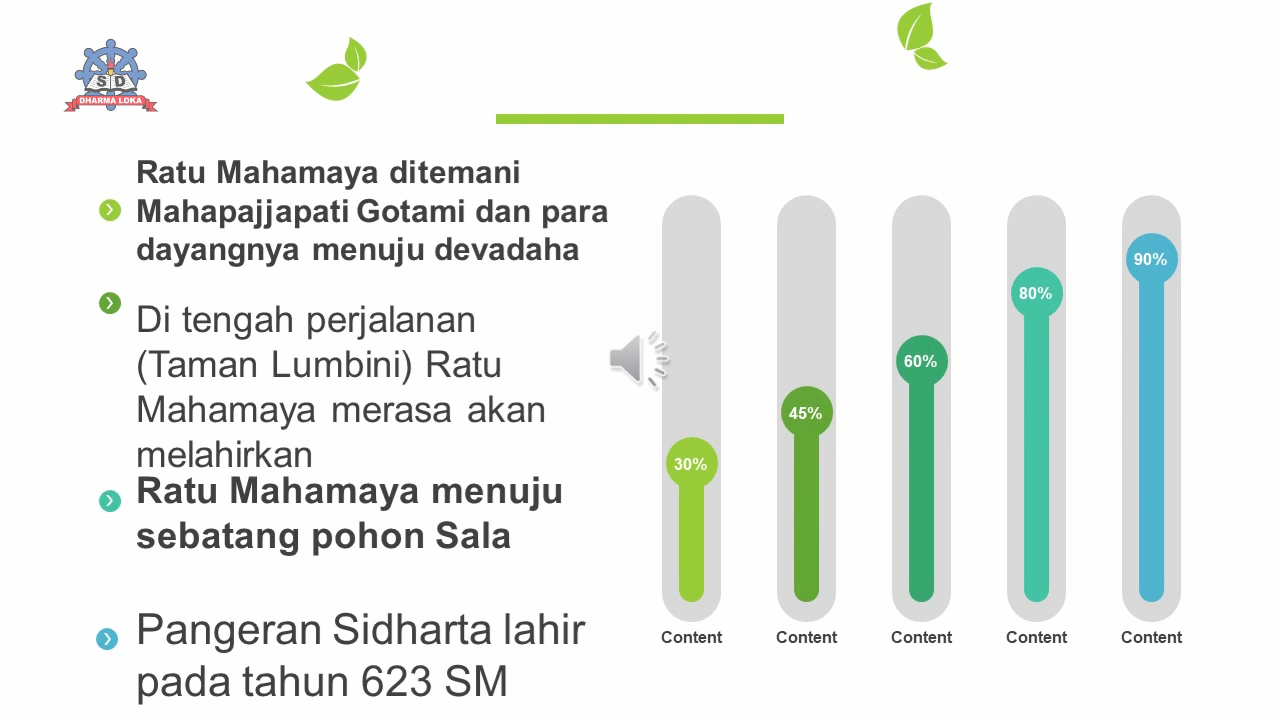 S D
DHARMA LOKA
Ratu Mahamaya ditemani
Mahapajjapati Gotami dan para
dayangnya menuju devadaha
Di tengah perjalanan
(Taman Lumbini) Ratu
Mahamaya merasa akan
melahirkan
Ratu Mahamaya menuju
sebatang pohon Sala
Pangeran Sidharta lahir
pada tahun 623 SM
30%
45%
60%
80%
90%
Content
Content
Content
Content
Content